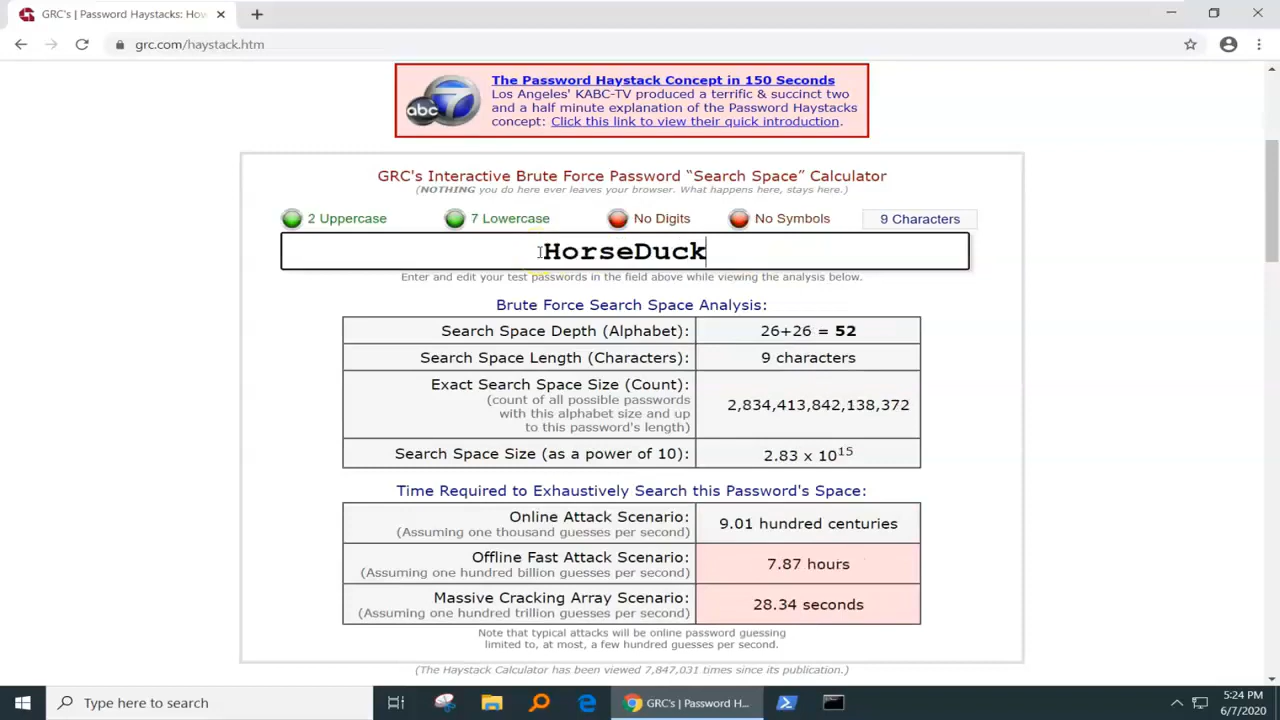 GRC's | Password Haystacks: Hov
grc.com/haystack.htm
abc 7
The Password Haystack Concept in 150 Seconds
Los Angeles' KABC-TV produced a terrific & succinct two
and a half minute explanation of the Password Haystacks
concept: Click this link to view their quick introduction.
GRC's Interactive Brute Force Password “Search Space” Calculator
(NOTHING you do here ever leaves your browser. What happens here, stays here.)
2 Uppercase 7 Lowercase No Digits No Symbols 9 Characters
HorseDuck
Enter and edit your test passwords in the field above while viewing the analysis below.
Brute Force Search Space Analysis:
Search Space Depth (Alphabet): 26+26 = 52
Search Space Length (Characters): 9 characters
Exact Search Space Size (Count):
(count of all possible passwords
with this alphabet size and up
to this password's length)
2,834,413,842,138,372
Search Space Size (as a power of 10): 2.83 x 10^15
Time Required to Exhaustively Search this Password's Space:
Online Attack Scenario:
(Assuming one thousand guesses per second)
9.01 hundred centuries
Offline Fast Attack Scenario:
(Assuming one hundred billion guesses per second)
7.87 hours
Massive Cracking Array Scenario:
(Assuming one hundred trillion guesses per second)
28.34 seconds
Note that typical attacks will be online password guessing
limited to, at most, a few hundred guesses per second.
(The Haystack Calculator has been viewed 7,847,031 times since its publication.)
Type here to search
GRC's | Password H...
5:24 PM
6/7/2020